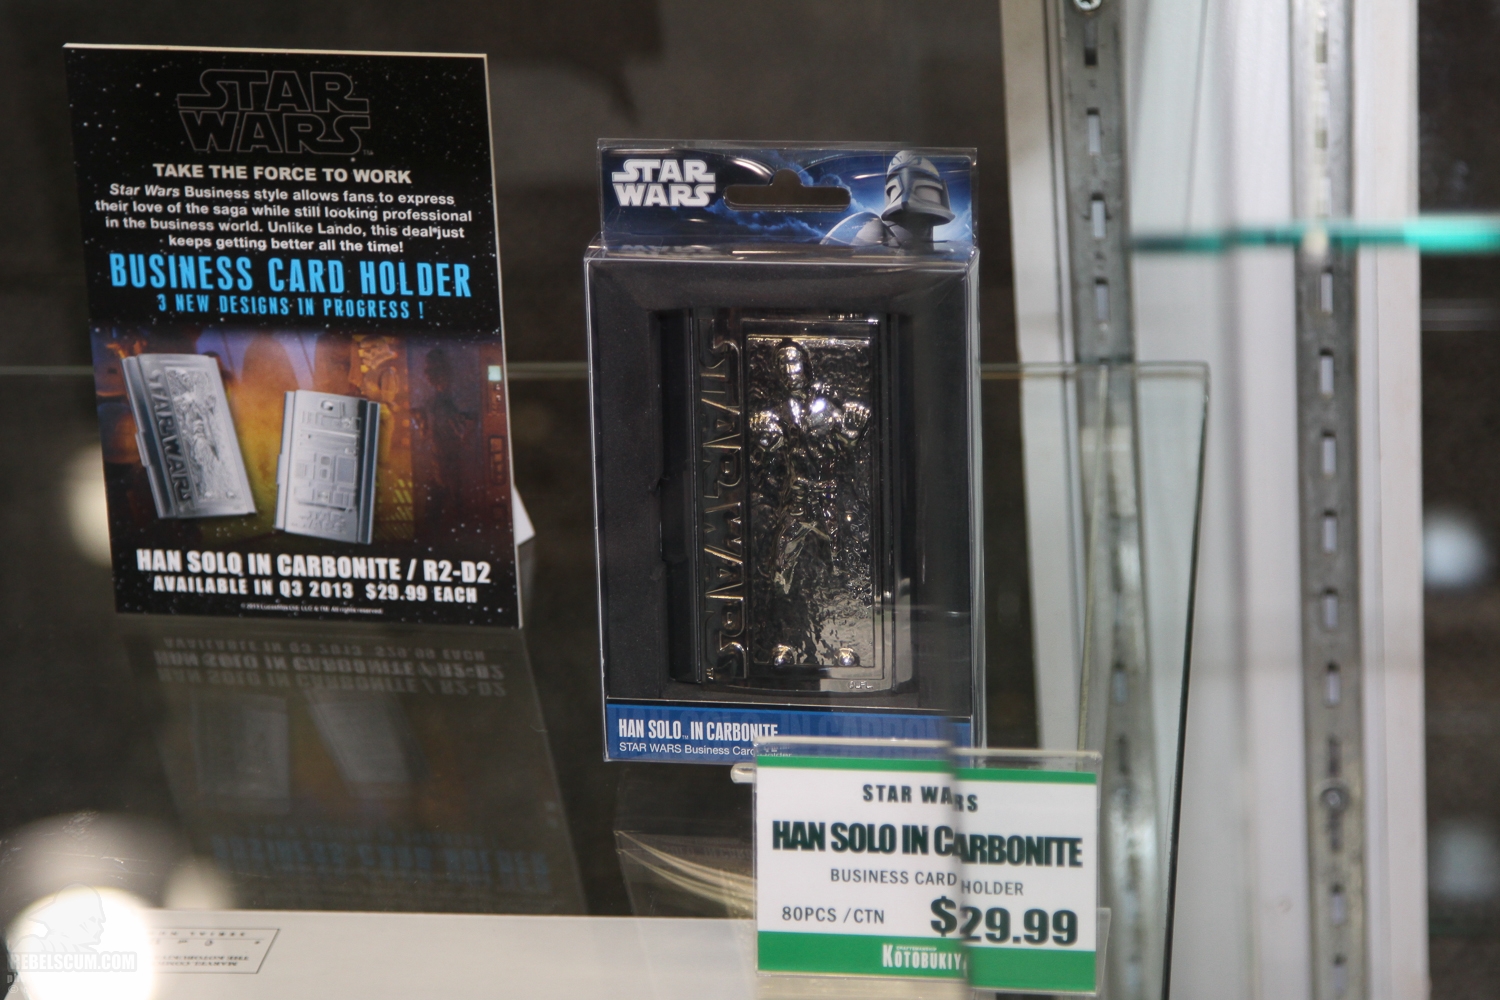 STAR
WARS
TAKE THE FORCE TO WORK
Star Wars Business style allows fans to express
their love of the saga while still looking professional
in the business world. Unlike Lando, this deal just
keeps getting better all the time!
BUSINESS CARD HOLDER
3 NEW DESIGNS IN PROGRESS !
STAR WARS
HAN SOLO IN CARBONITE / R2-D2
AVAILABLE IN Q3 2013 $29.99 EACH
STAR
WARS
STAR WARS
HAN SOLO IN CARBONITE
STAR WARS Business Card
STAR WARS
HAN SOLO IN CARBONITE
BUSINESS CARD HOLDER
80PCS /CTN $29.99
KOTOBUKIYA
REBELSCUM.COM